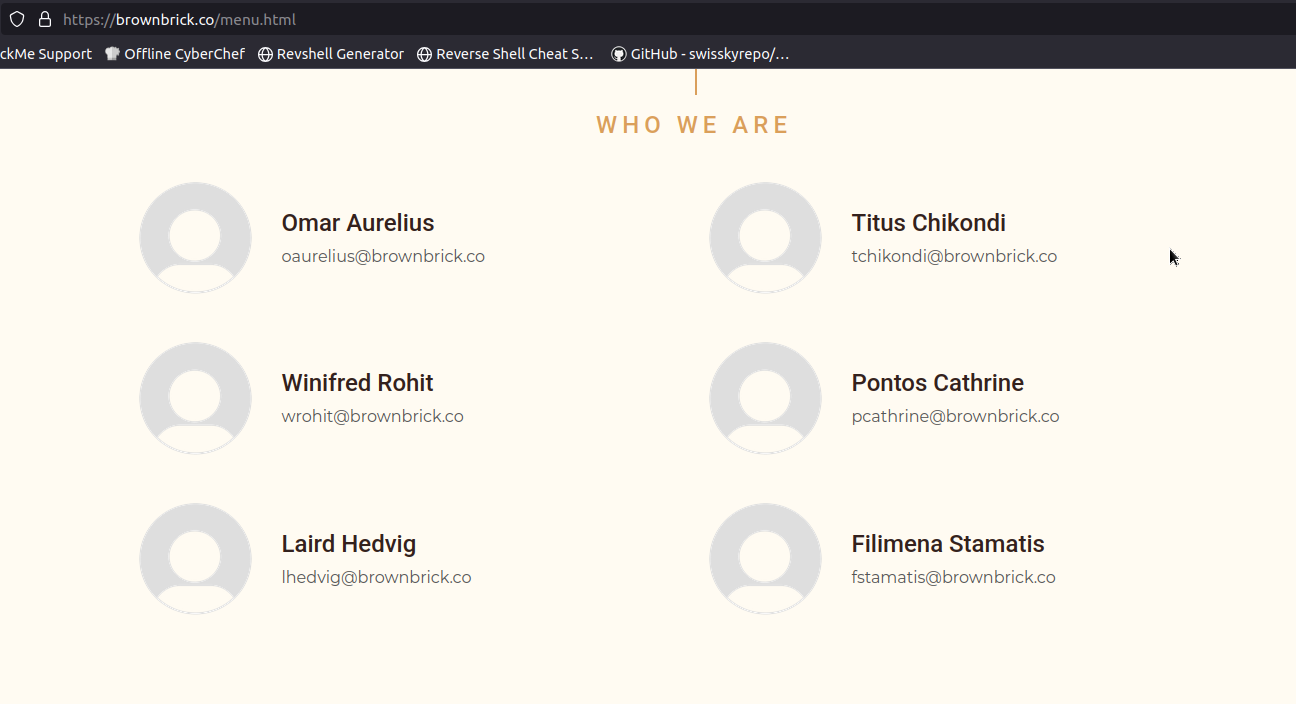 https://brownbrick.co/menu.html
ckMe Support Offline CyberChef Revshell Generator Reverse Shell Cheat S... GitHub - swisskyrepo/...
WHO WE ARE
Omar Aurelius
oaurelius@brownbrick.co
Titus Chikondi
tchikondi@brownbrick.co
Winifred Rohit
wrohit@brownbrick.co
Pontos Cathrine
pcathrine@brownbrick.co
Laird Hedvig
lhedvig@brownbrick.co
Filimena Stamatis
fstamatis@brownbrick.co